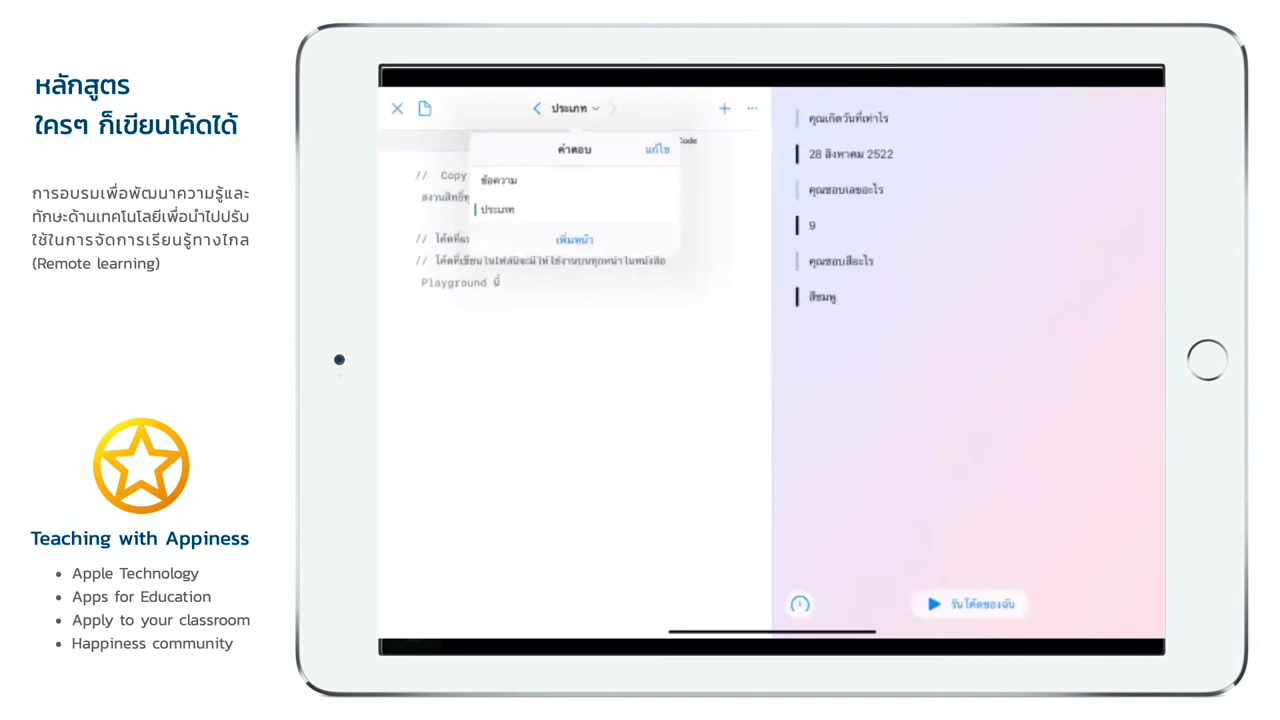 หลักสูตร
ใครๆ ก็เขียนโค้ดได้
การอบรมเพื่อพัฒนาความรู้และ
ทักษะด้านเทคโนโลยีเพื่อนำไปปรับ
ใช้ในการจัดการเรียนรู้ทางไกล
(Remote learning)
Teaching with Appiness
• Apple Technology
• Apps for Education
• Apply to your classroom
• Happiness community
ประเภท
คำตอบ
แก้ไข
ข้อความ
ประเภท
เพิ่มหน้า
Code
// Copy
สงวนสิทธิ์
// โค้ดที่
// โค้ดที่เขียนในไฟล์นี้จะมีให้ใช้งานบนทุกหน้าในหนังสือ
Playground นี้
คุณเกิดวันที่เท่าไร
28 สิงหาคม 2522
คุณชอบเลขอะไร
9
คุณชอบสีอะไร
สีชมพู
รันโค้ดของฉัน